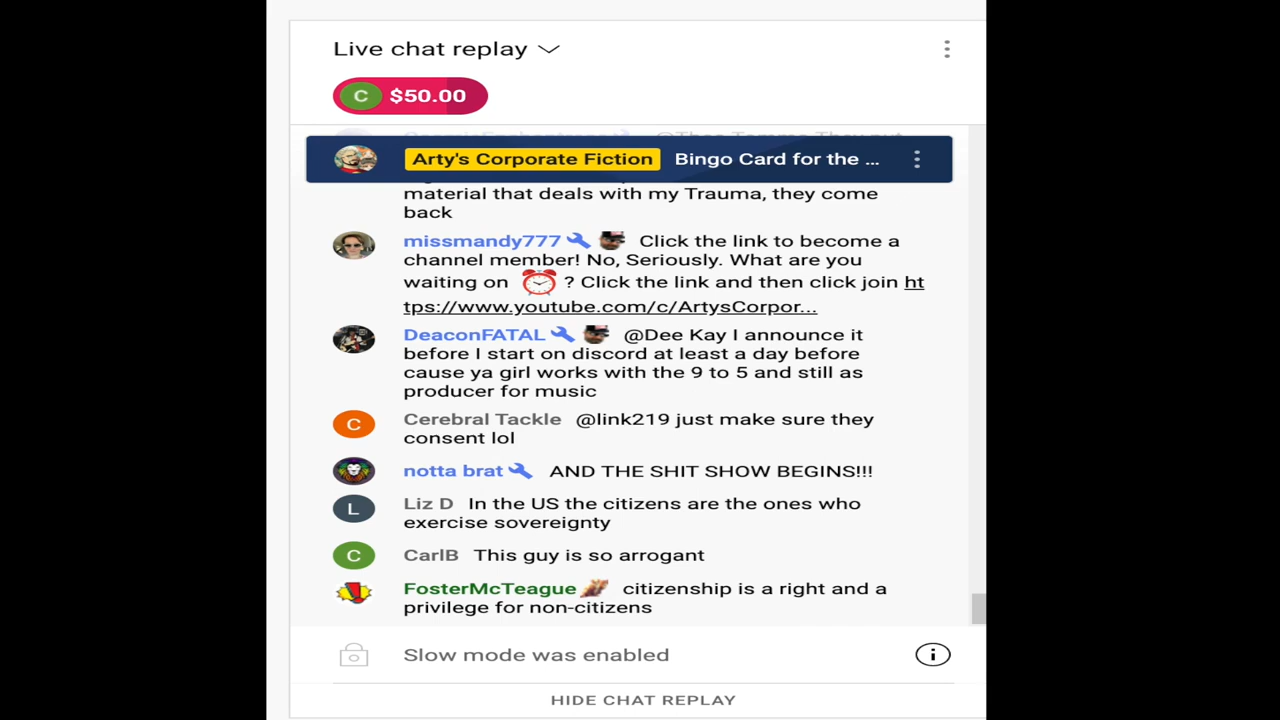 Live chat replay
C $50.00
Arty's Corporate Fiction Bingo Card for the ...
material that deals with my Trauma, they come
back
missmandy777 Click the link to become a
channel member! No, Seriously. What are you
waiting on ? Click the link and then click join ht
tps://www.youtube.com/c/ArtysCorpor...
DeaconFATAL @Dee Kay I announce it
before I start on discord at least a day before
cause ya girl works with the 9 to 5 and still as
producer for music
C Cerebral Tackle @link219 just make sure they
consent lol
notta brat AND THE SHIT SHOW BEGINS!!!
L Liz D In the US the citizens are the ones who
exercise sovereignty
C CarlB This guy is so arrogant
FosterMcTeague citizenship is a right and a
privilege for non-citizens
Slow mode was enabled
HIDE CHAT REPLAY